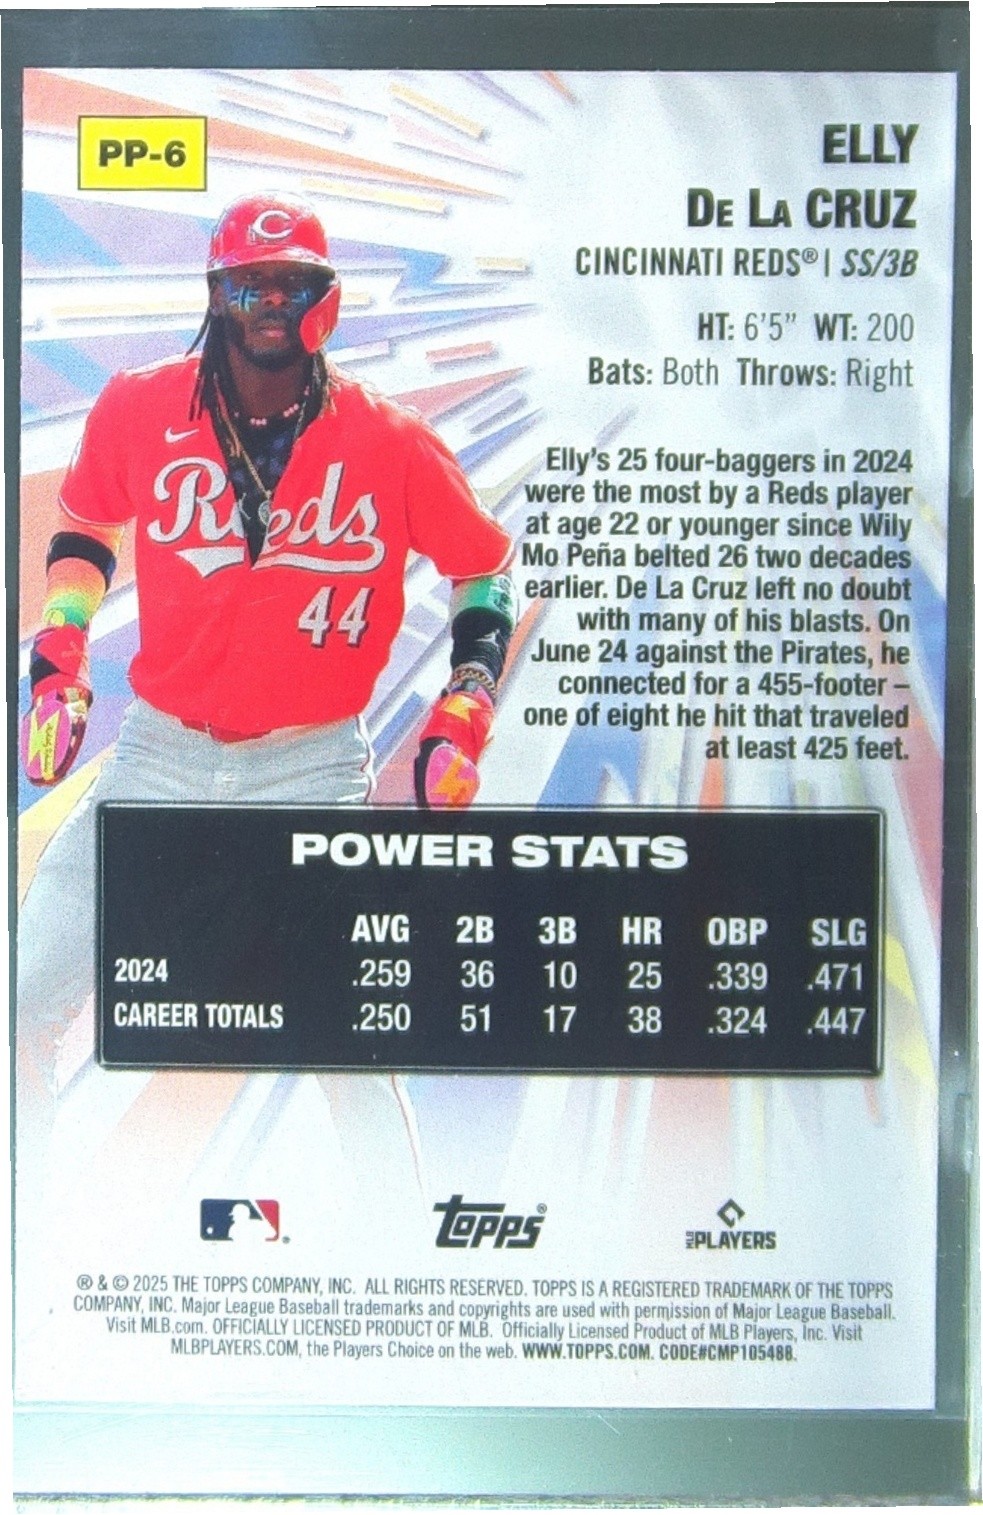 PP-6
ELLY
DE LA CRUZ
CINCINNATI REDS® | SS/3B
HT: 6'5" WT: 200
Bats: Both Throws: Right
C
Reds
44
Elly's 25 four-baggers in 2024
were the most by a Reds player
at age 22 or younger since Wily
Mo Peña belted 26 two decades
earlier. De La Cruz left no doubt
with many of his blasts. On
June 24 against the Pirates, he
connected for a 455-footer –
one of eight he hit that traveled
at least 425 feet.
POWER STATS
AVG 2B 3B HR OBP SLG
2024 .259 36 10 25 .339 .471
CAREER TOTALS .250 51 17 38 .324 .447
topps®
MLB PLAYERS
® & © 2025 THE TOPPS COMPANY, INC. ALL RIGHTS RESERVED. TOPPS IS A REGISTERED TRADEMARK OF THE TOPPS
COMPANY, INC. Major League Baseball trademarks and copyrights are used with permission of Major League Baseball.
Visit MLB.com. OFFICIALLY LICENSED PRODUCT OF MLB. Officially Licensed Product of MLB Players, Inc. Visit
MLBPLAYERS.COM, the Players Choice on the web. WWW.TOPPS.COM. CODE#CMP105488.